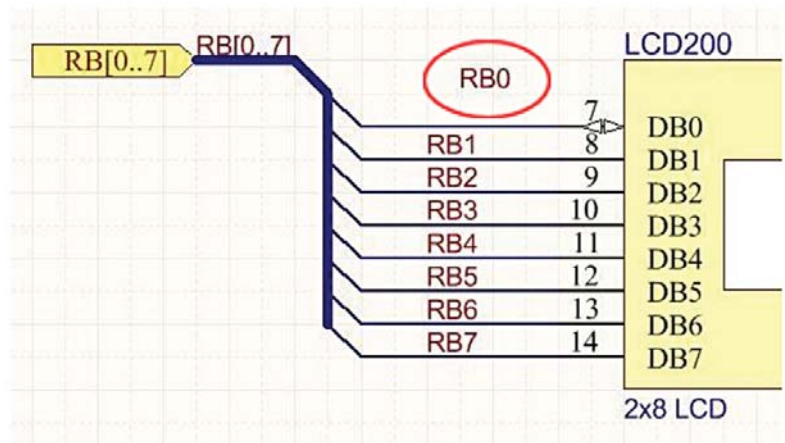 RB[0..7]
RB[0..7]
LCD200
RB0
7
DB0
RB1
8
DB1
RB2
9
DB2
RB3
10
DB3
RB4
11
DB4
RB5
12
DB5
RB6
13
DB6
RB7
14
DB7
2x8 LCD